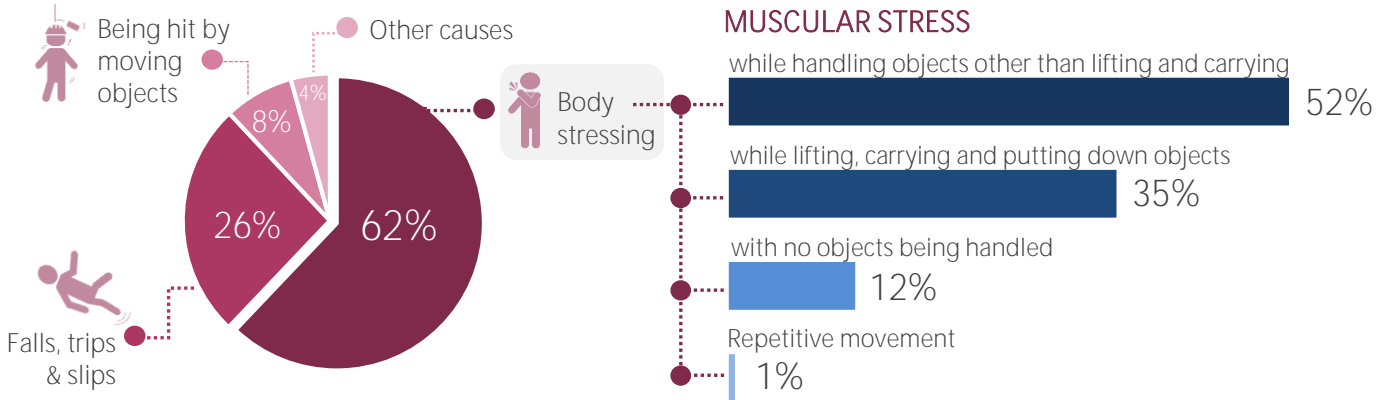 Being hit by
moving
objects
Other causes
4%
8%
26%
62%
Falls, trips
& slips
Body
stressing
MUSCULAR STRESS
while handling objects other than lifting and carrying
52%
while lifting, carrying and putting down objects
35%
with no objects being handled
12%
Repetitive movement
1%